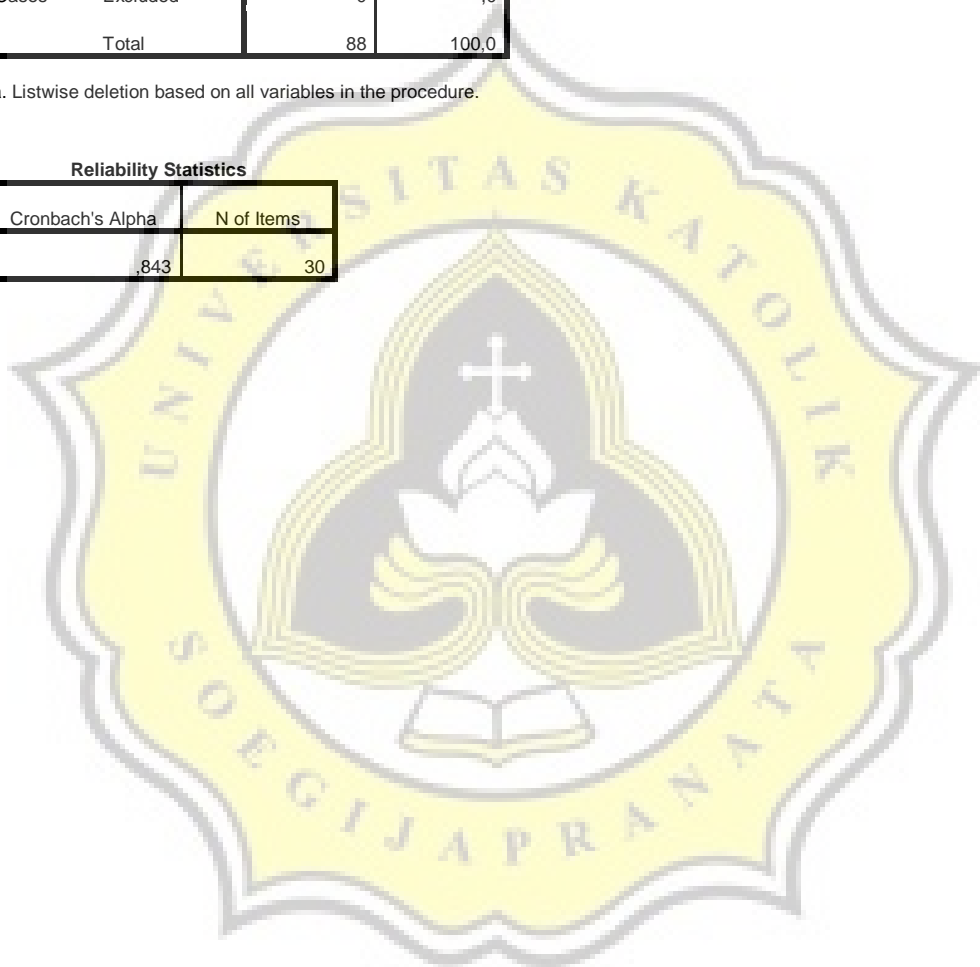 Total 88 100,0
. Listwise deletion based on all variables in the procedure.
Reliability Statistics
Cronbach's Alpha N of Items
,843 30
UNIVERSITAS KATOLIK
SOEGIJAPRANATA